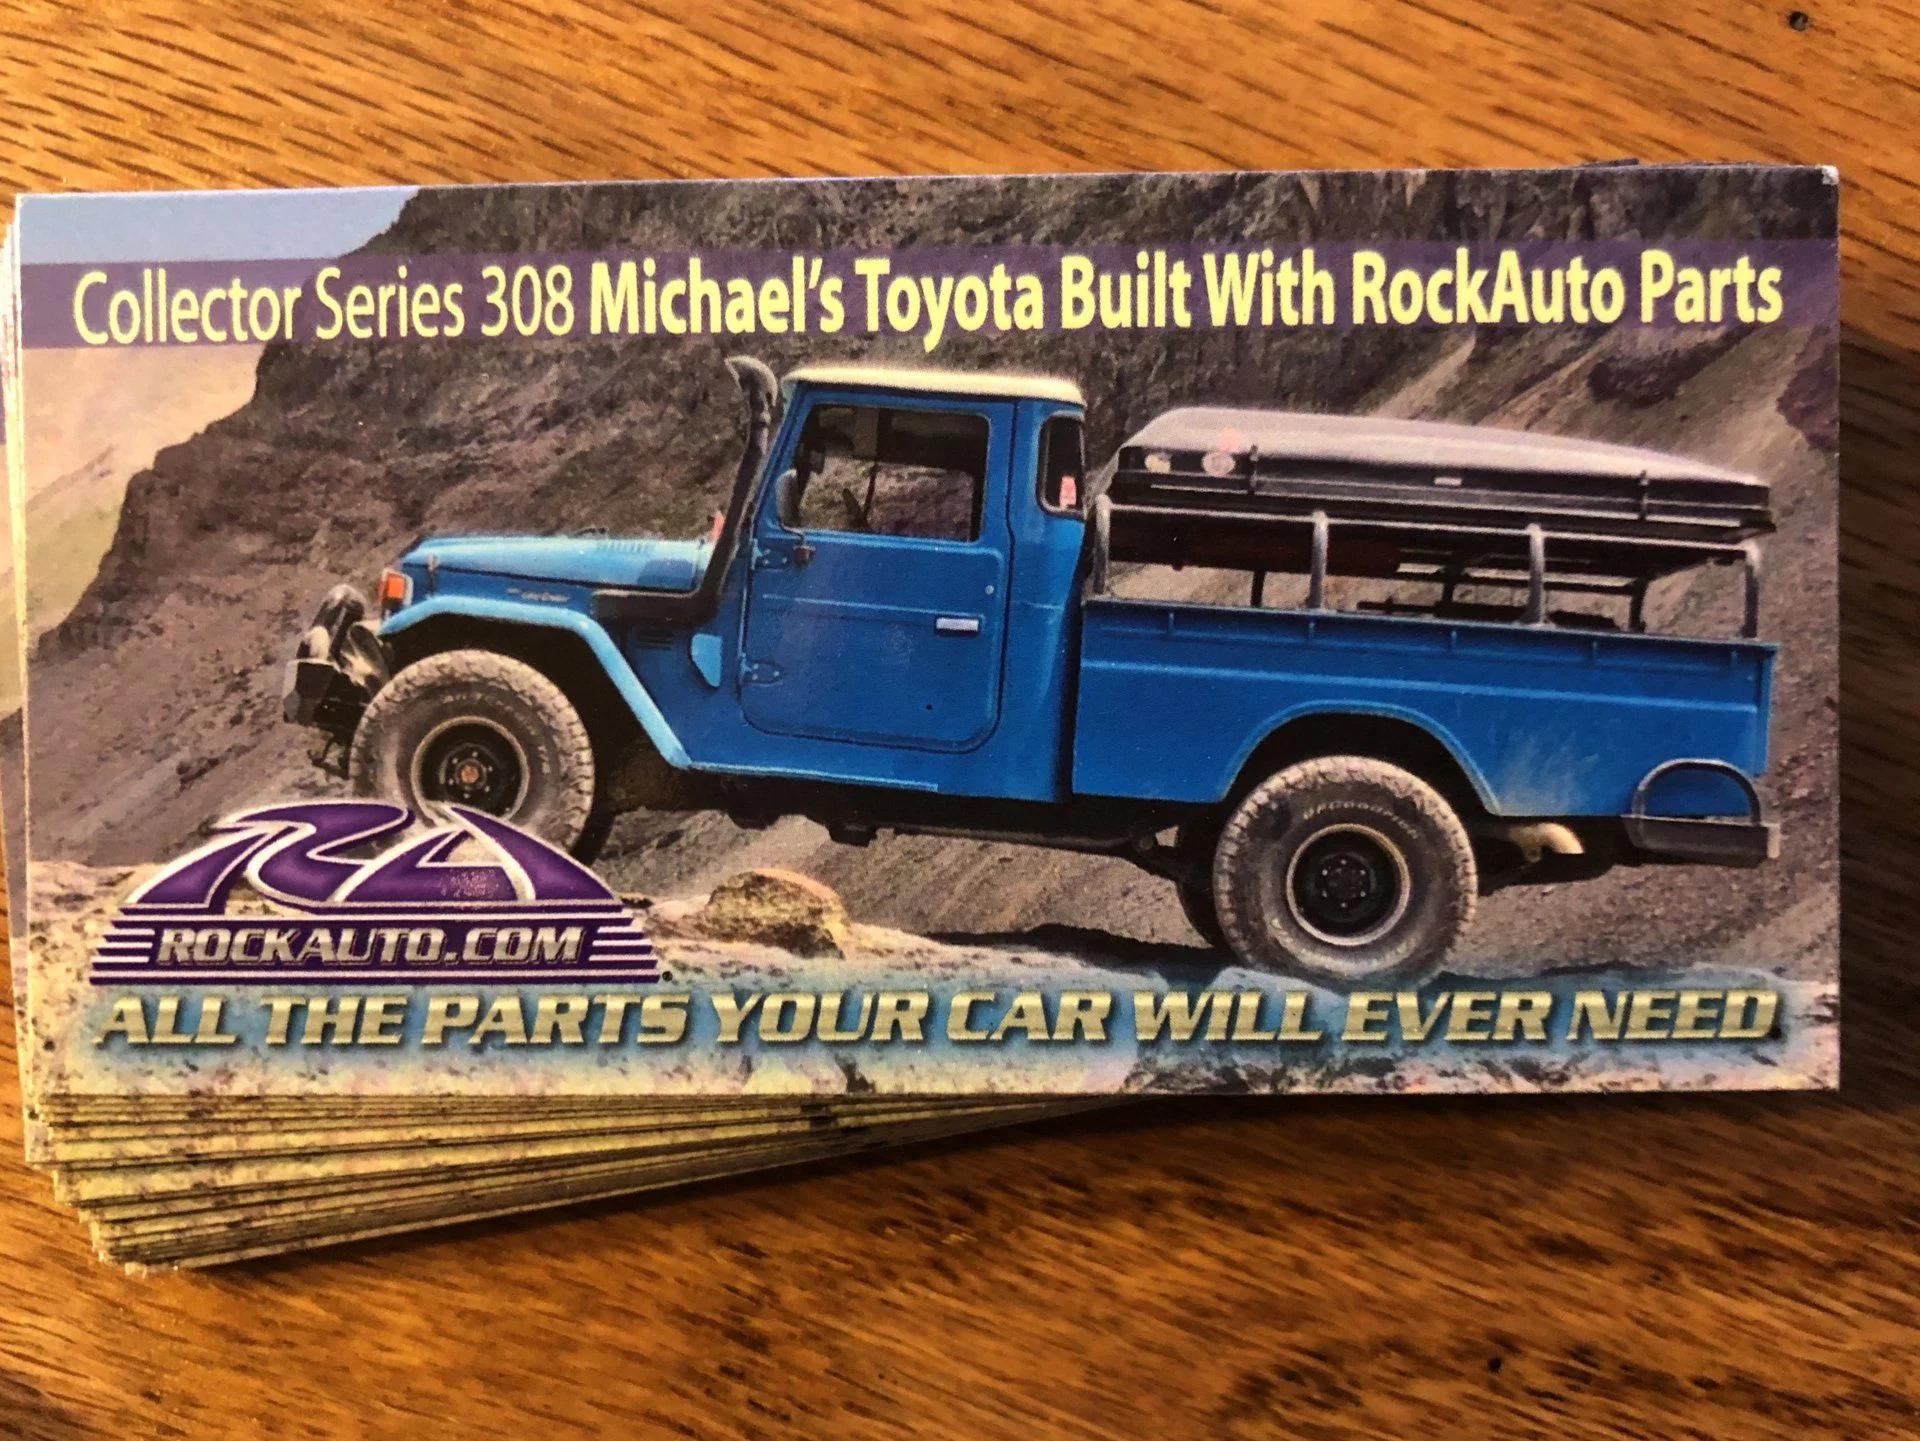 Collector Series 308 Michael's Toyota Built With RockAuto Parts
RA
ROCKAUTO.COM
ALL THE PARTS YOUR CAR WILL EVER NEED